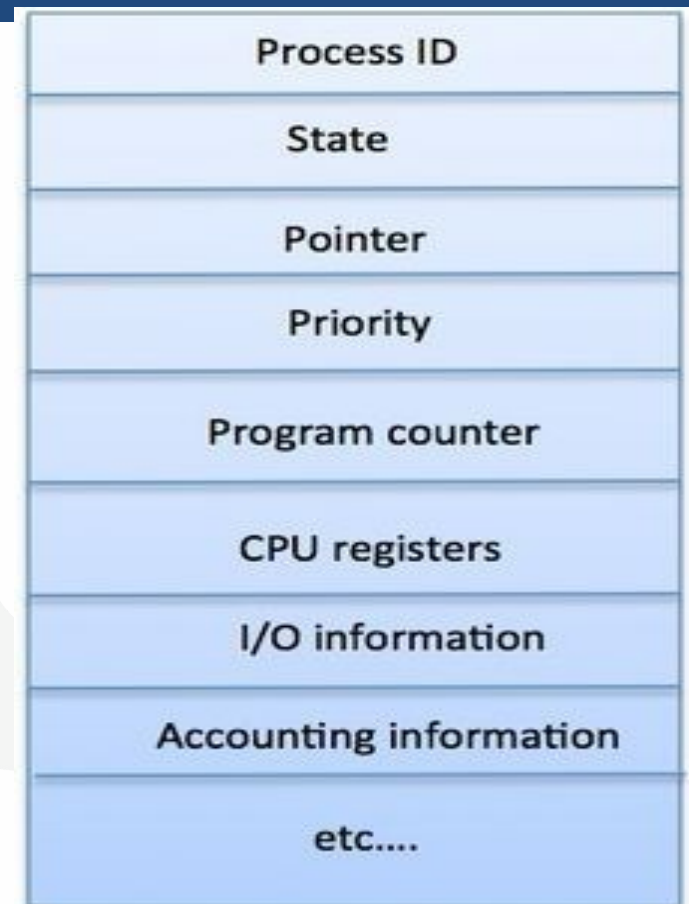 Process ID
State
Pointer
Priority
Program counter
CPU registers
I/O information
Accounting information
etc....